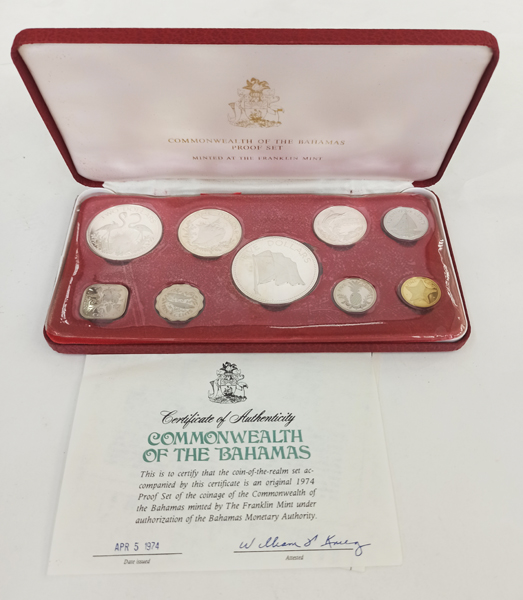 COMMONWEALTH OF THE BAHAMAS
PROOF SET
MINTED AT THE FRANKLIN MINT
Certificate of Authenticity
COMMONWEALTH
OF THE BAHAMAS
This is to certify that the coin-of-the-realm set ac-
companied by this certificate is an original 1974
Proof Set of the coinage of the Commonwealth of
the Bahamas minted by The Franklin Mint under
authorization of the Bahamas Monetary Authority.
APR 5 1974
Date issued
Attested